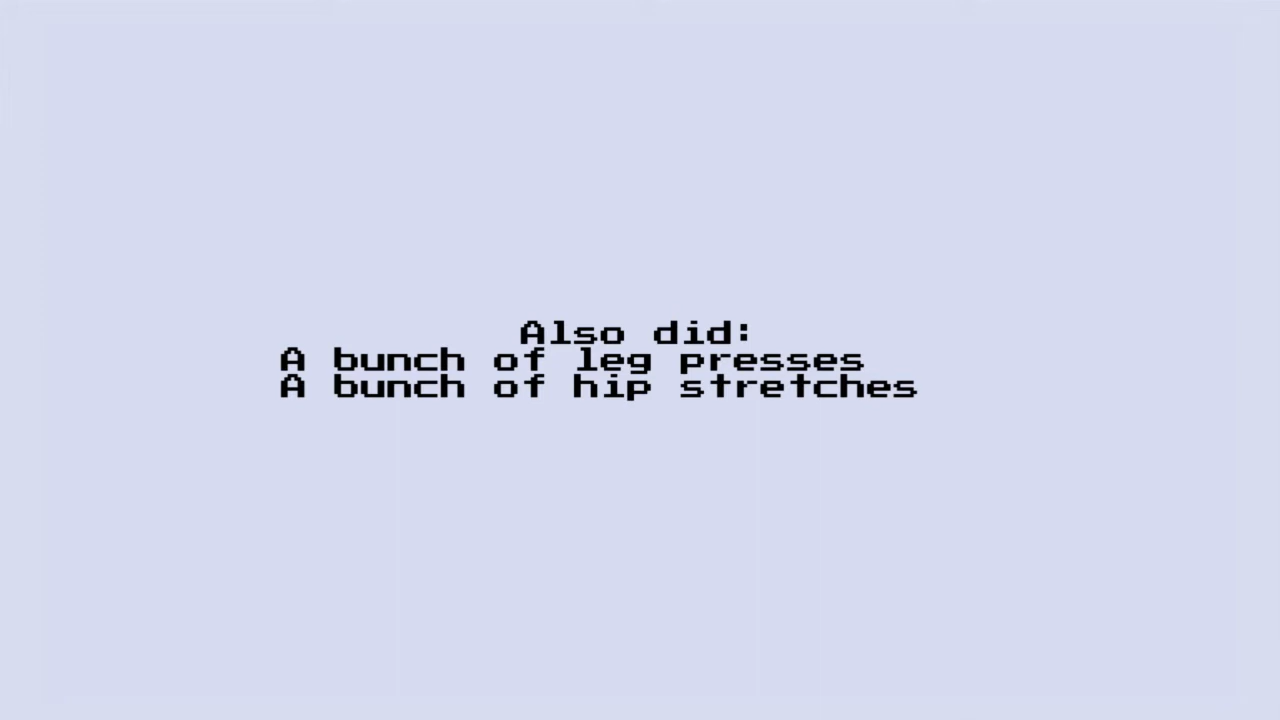 Also did:
A bunch of leg presses
A bunch of hip stretches